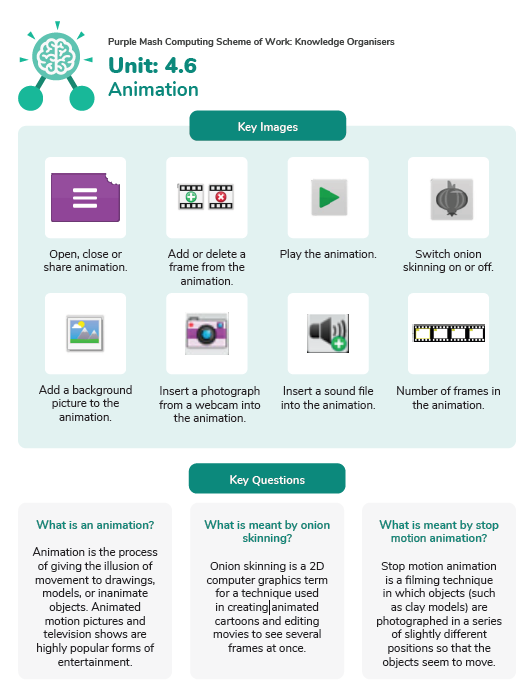 Purple Mash Computing Scheme of Work: Knowledge Organisers
Unit: 4.6
Animation
Key Images
Open, close or
share animation.
Add or delete a
frame from the
animation.
Play the animation.
Switch onion
skinning on or off.
Add a background
picture to the
animation.
Insert a photograph
from a webcam into
the animation.
Insert a sound file
into the animation.
Number of frames in
the animation.
Key Questions
What is an animation?
Animation is the process
of giving the illusion of
movement to drawings,
models, or inanimate
objects. Animated
motion pictures and
television shows are
highly popular forms of
entertainment.
What is meant by onion
skinning?
Onion skinning is a 2D
computer graphics term
for a technique used
in creating animated
cartoons and editing
movies to see several
frames at once.
What is meant by stop
motion animation?
Stop motion animation
is a filming technique
in which objects (such
as clay models) are
photographed in a series
of slightly different
positions so that the
objects seem to move.